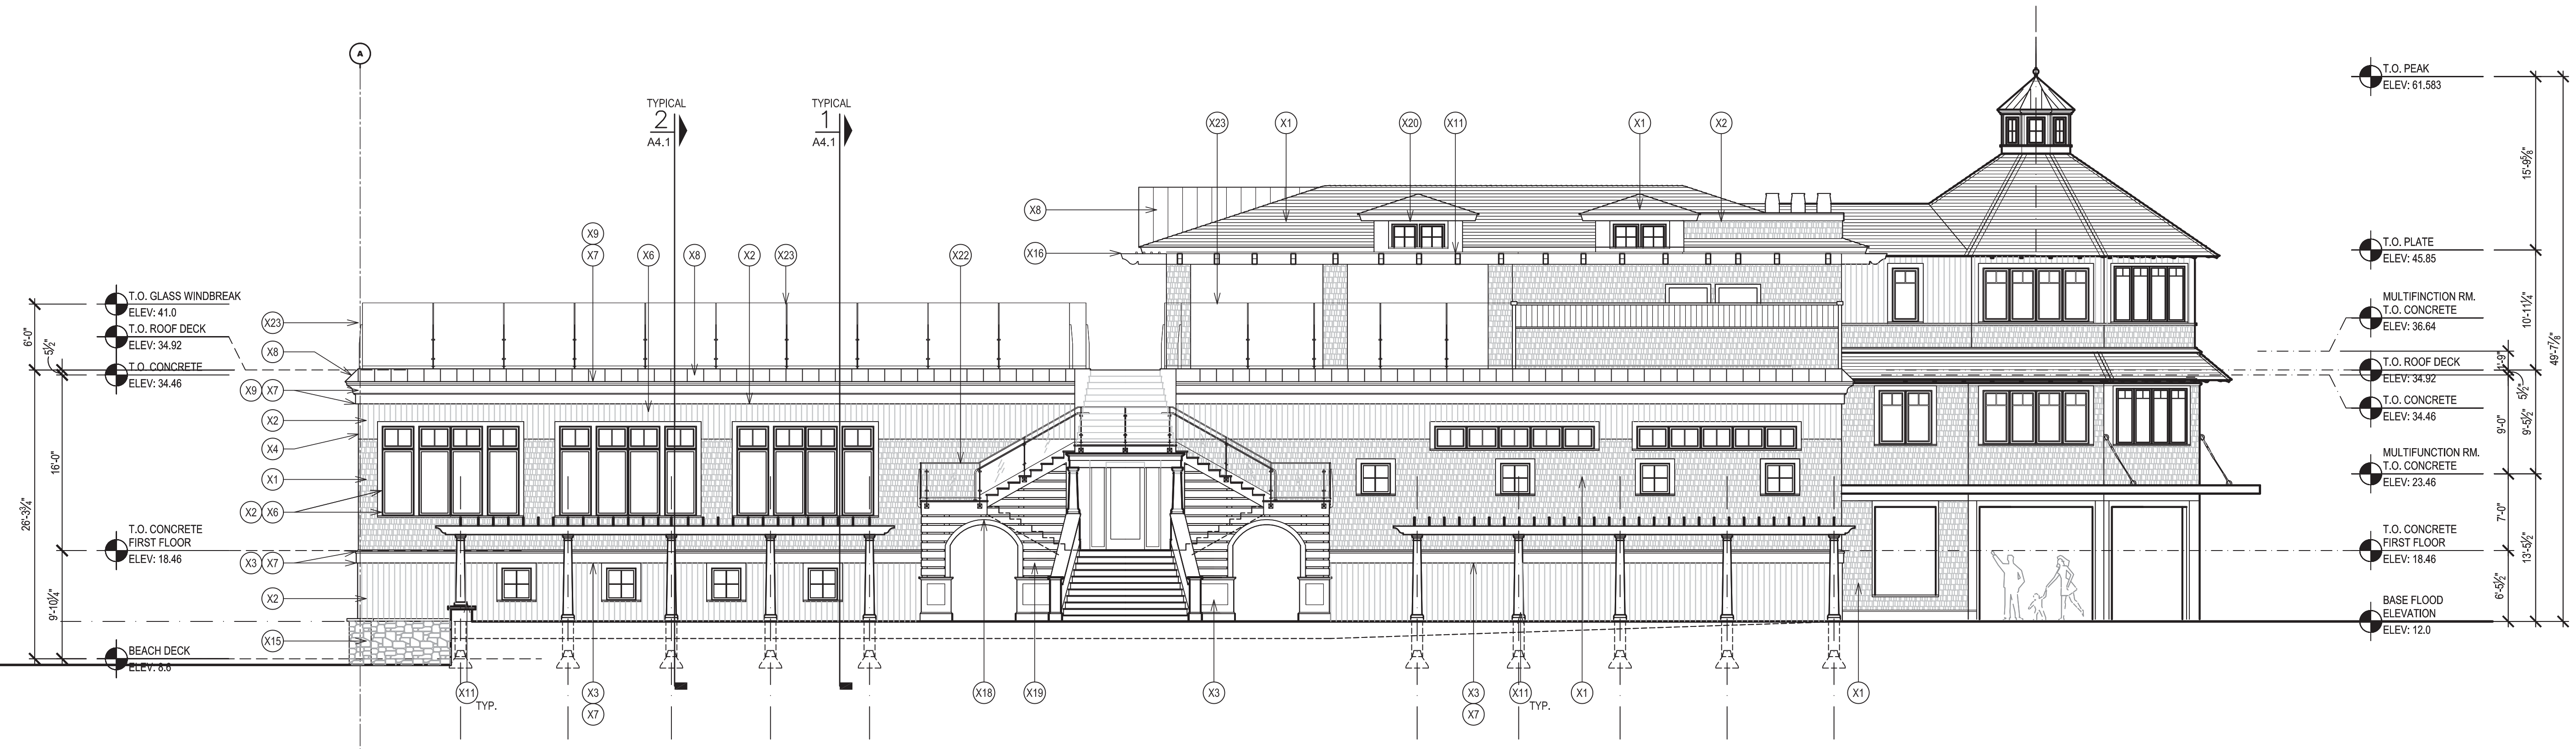 A
TYPICAL
2
A4.1
TYPICAL
1
A4.1
X23
X1
X20
X11
X1
X2
X8
X16
X9
X7
X6
X8
X2
X23
X22
T.O. GLASS WINDBREAK
ELEV: 41.0
T.O. ROOF DECK
ELEV: 34.92
T.O. CONCRETE
ELEV: 34.46
T.O. CONCRETE
FIRST FLOOR
ELEV: 18.46
BEACH DECK
ELEV: 8.6
6'-0"
5½"
16'-0"
26'-3¾"
9'-10¼"
X23
X8
X9
X7
X2
X4
X1
X2
X6
X3
X7
X2
X15
X11
TYP.
X3
X7
X18
X19
X3
X3
X7
X11
TYP.
X1
X1
T.O. PEAK
ELEV: 61.583
T.O. PLATE
ELEV: 45.85
MULTIFINCTION RM.
T.O. CONCRETE
ELEV: 36.64
T.O. ROOF DECK
ELEV: 34.92
T.O. CONCRETE
ELEV: 34.46
MULTIFUNCTION RM.
T.O. CONCRETE
ELEV: 23.46
T.O. CONCRETE
FIRST FLOOR
ELEV: 18.46
BASE FLOOD
ELEVATION
ELEV: 12.0
15'-9⅝"
10'-11¼"
49'-7⅞"
1'-9"
5½"
9'-0"
9'-5½"
7'-0"
13'-5½"
6'-5½"